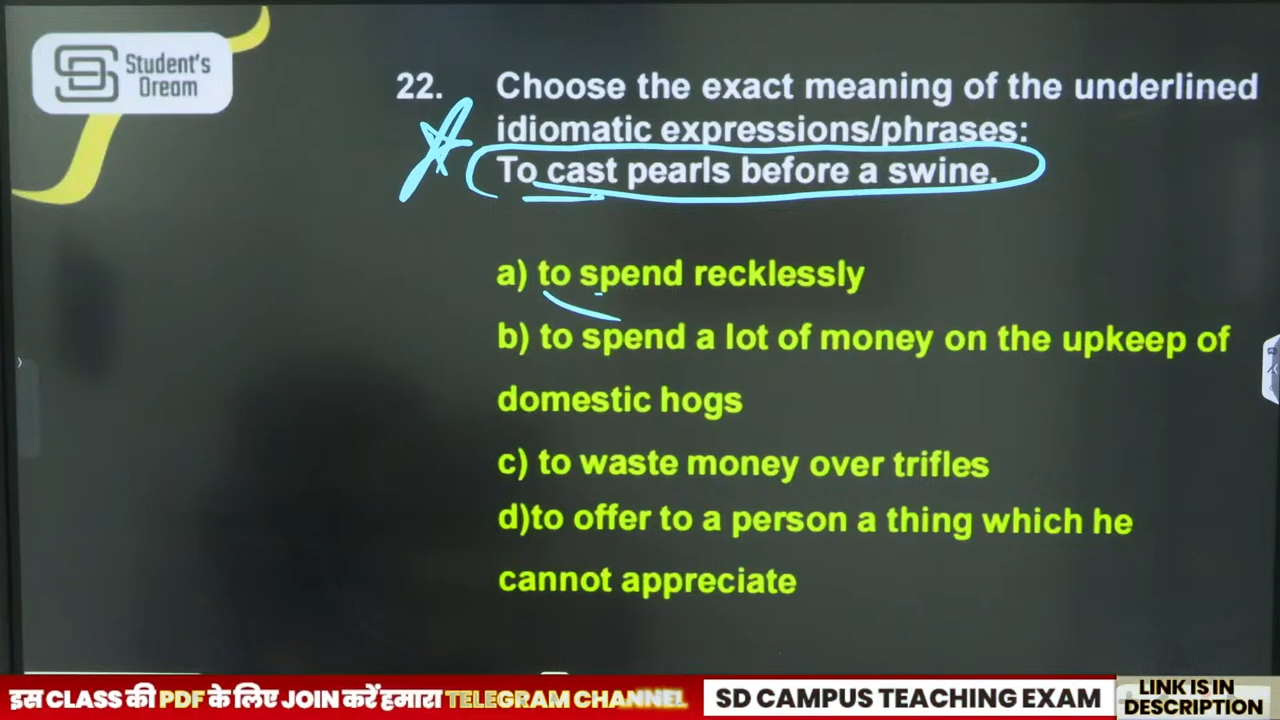 Student's
Dream
22. Choose the exact meaning of the underlined
idiomatic expressions/phrases:
To cast pearls before a swine.
a) to spend recklessly
b) to spend a lot of money on the upkeep of
domestic hogs
c) to waste money over trifles
d)to offer to a person a thing which he
cannot appreciate
इस CLASS की PDF के लिए JOIN करें हमारा TELEGRAM CHANNEL
SD CAMPUS TEACHING EXAM
LINK IS IN
DESCRIPTION